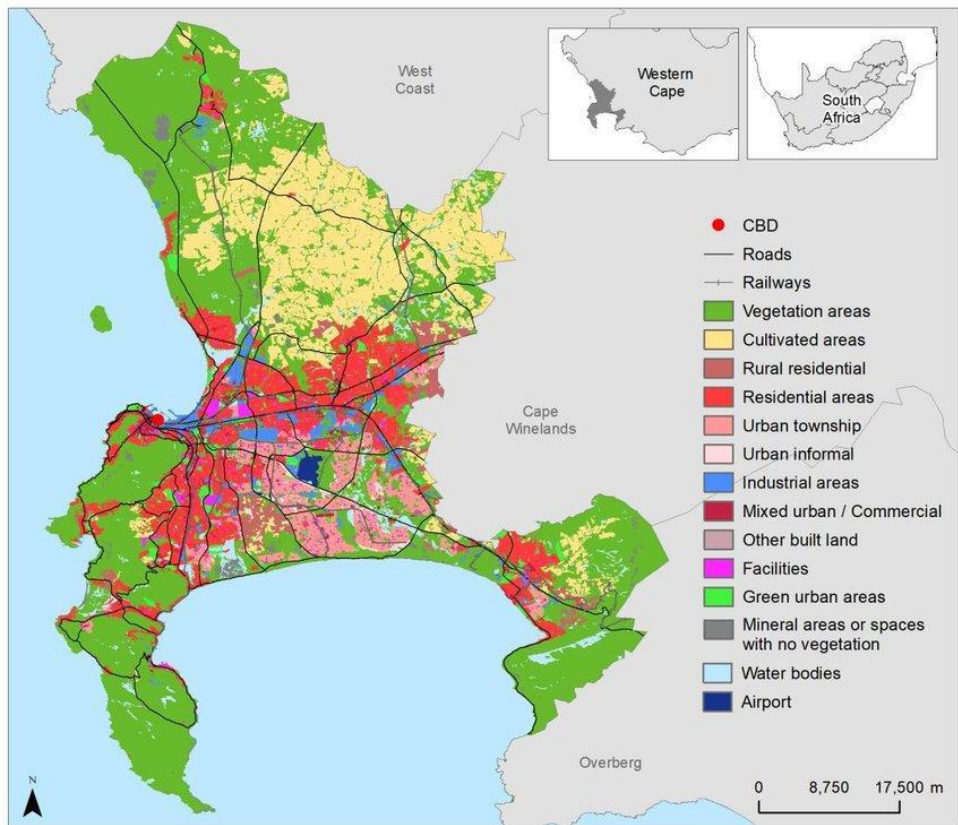 West
Coast
Western
Cape
South
Africa
CBD
Roads
Railways
Vegetation areas
Cultivated areas
Rural residential
Residential areas
Urban township
Urban informal
Industrial areas
Mixed urban / Commercial
Other built land
Facilities
Green urban areas
Mineral areas or spaces
with no vegetation
Water bodies
Airport
Cape
Winelands
Overberg
N
0 8,750 17,500 m